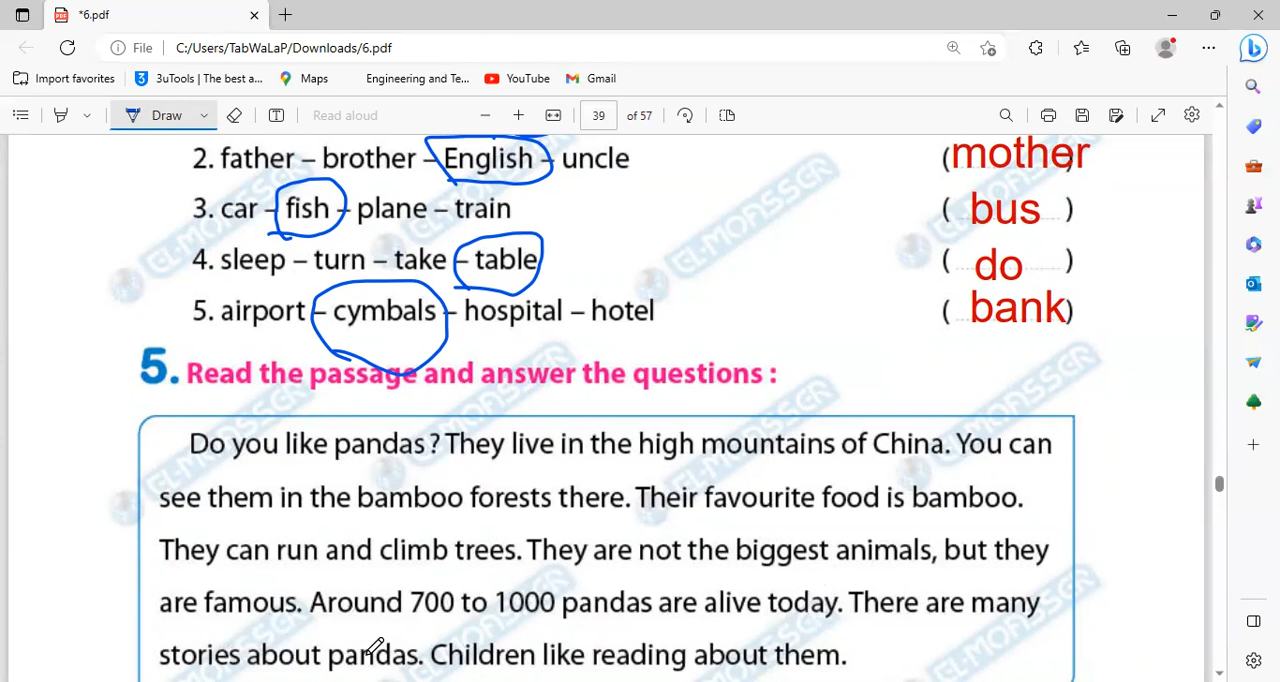 *6.pdf
File C:/Users/TabWaLaP/Downloads/6.pdf
Import favorites 3uTools | The best a... Maps Engineering and Te... YouTube Gmail
Draw Read aloud 39 of 57
2. father – brother – English – uncle (mother)
3. car – fish – plane – train ( bus )
4. sleep – turn – take – table ( do )
5. airport – cymbals – hospital – hotel ( bank)
5. Read the passage and answer the questions :
Do you like pandas? They live in the high mountains of China. You can
see them in the bamboo forests there. Their favourite food is bamboo.
They can run and climb trees. They are not the biggest animals, but they
are famous. Around 700 to 1000 pandas are alive today. There are many
stories about pandas. Children like reading about them.
EL-MOASSER